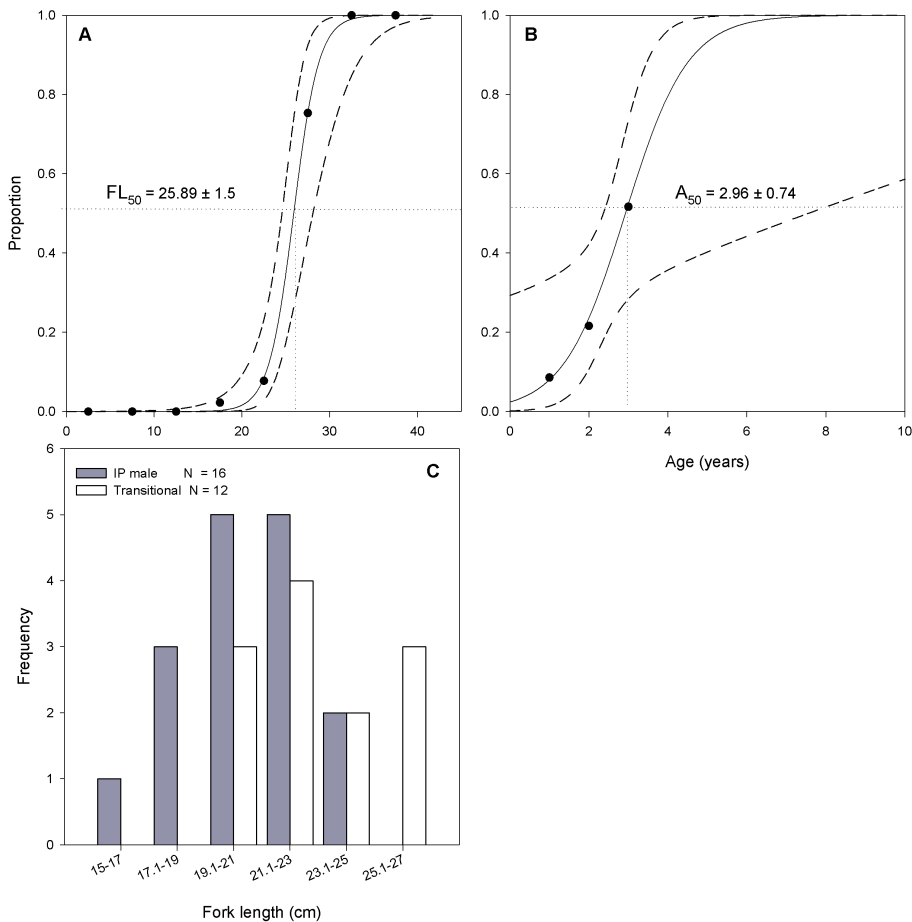 A
1.0
0.8
0.6
0.4
0.2
0.0
Proportion
FL50 = 25.89 ± 1.5
0 10 20 30 40
B
1.0
0.8
0.6
0.4
0.2
0.0
A50 = 2.96 ± 0.74
0 2 4 6 8 10
Age (years)
C
IP male N = 16
Transitional N = 12
6
5
4
3
2
1
0
Frequency
15-17 17.1-19 19.1-21 21.1-23 23.1-25 25.1-27
Fork length (cm)